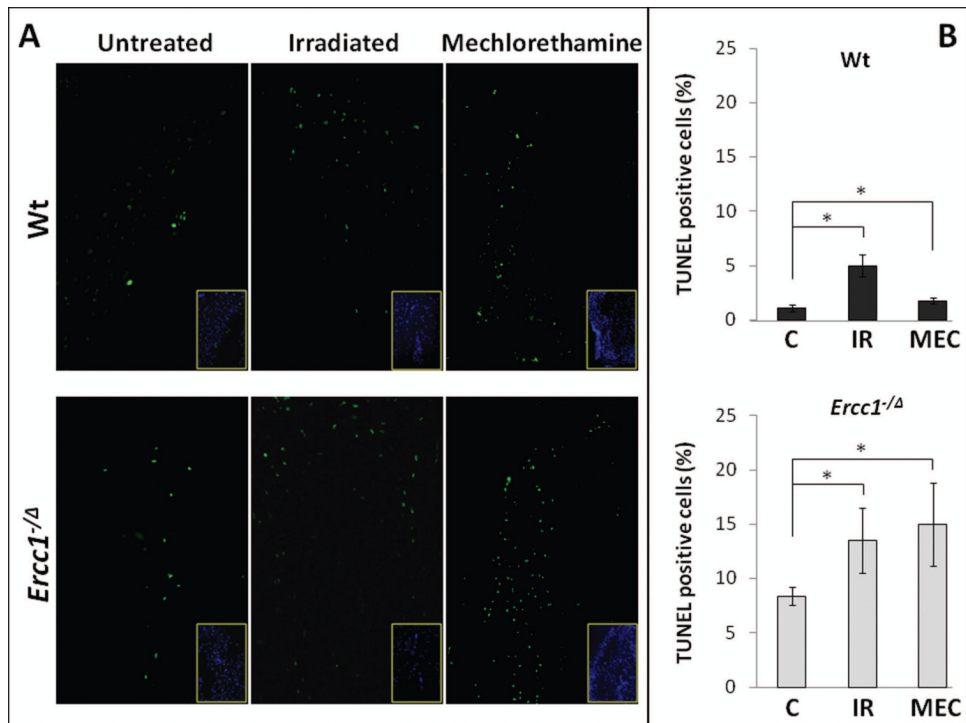 A
Untreated
Irradiated
Mechlorethamine
Wt
Ercc1-/Δ
B
Wt
TUNEL positive cells (%)
25
20
15
10
5
0
*
*
C
IR
MEC
Ercc1-/Δ
TUNEL positive cells (%)
25
20
15
10
5
0
*
*
C
IR
MEC